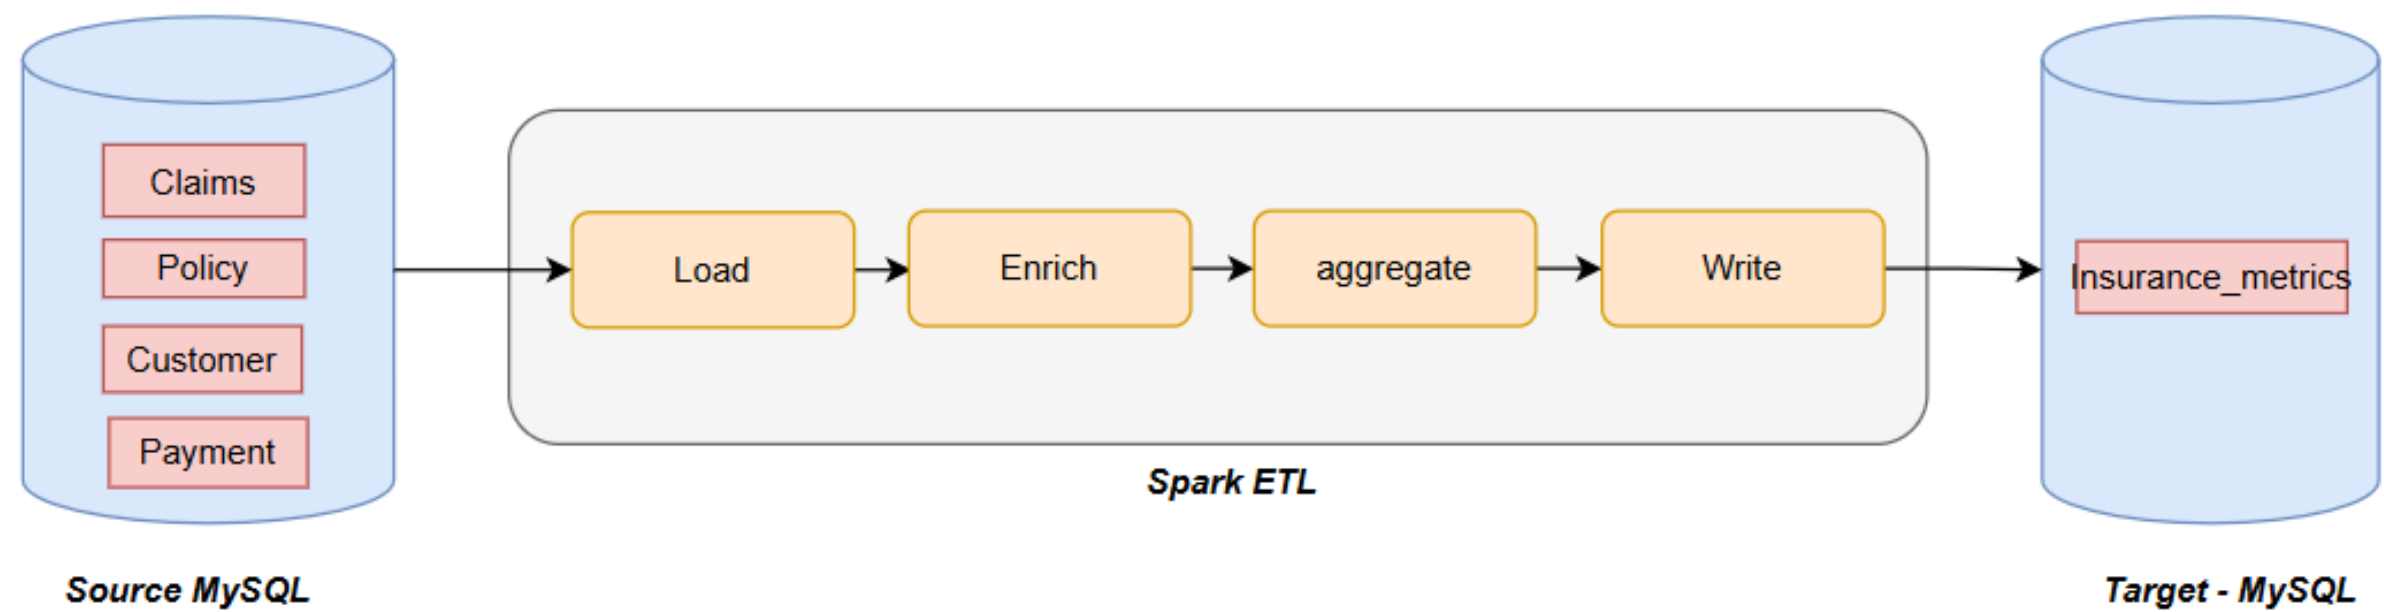 Claims
Policy
Customer
Payment
Source MySQL
Load
Enrich
aggregate
Write
Spark ETL
Insurance_metrics
Target - MySQL